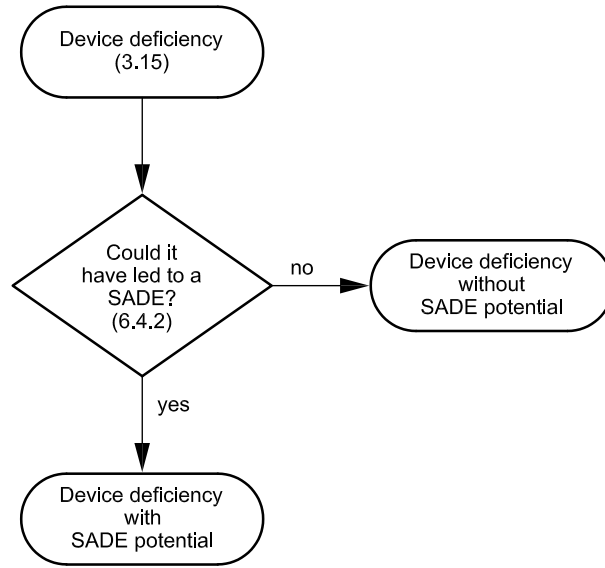 Device deficiency
(3.15)
Could it
have led to a
SADE?
(6.4.2)
no
Device deficiency
without
SADE potential
yes
Device deficiency
with
SADE potential